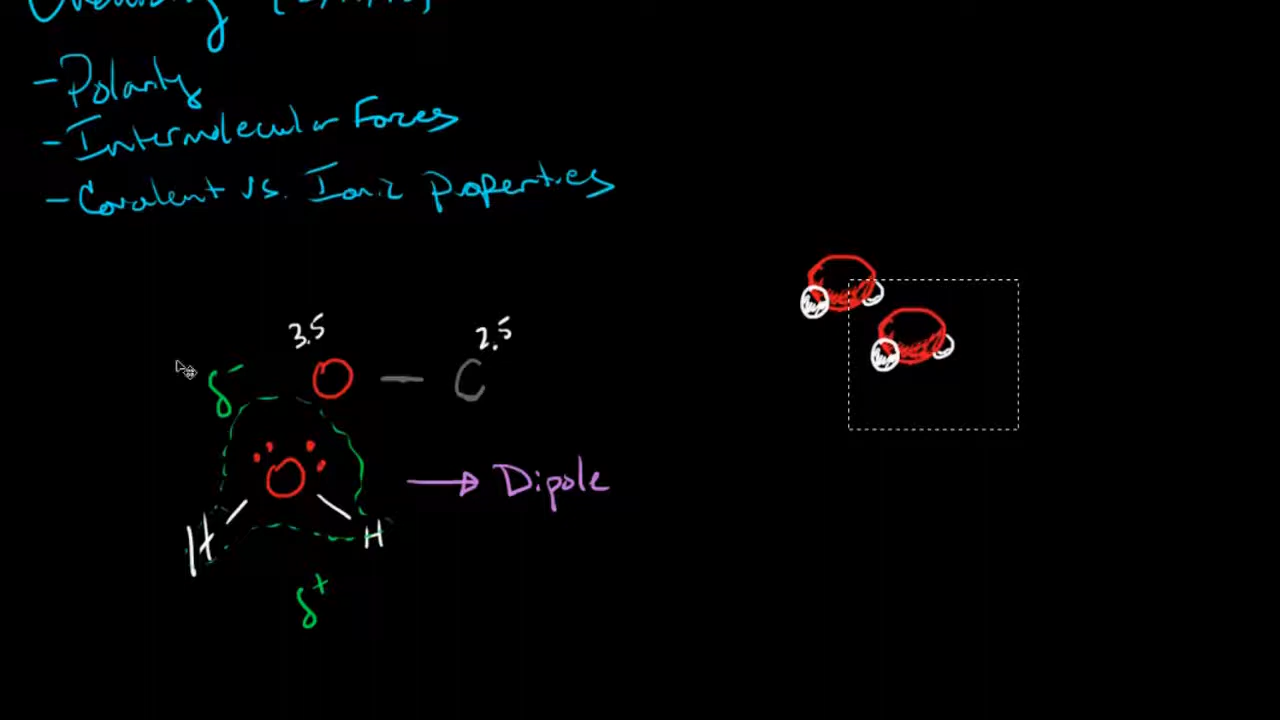 - Polarity
- Intermolecular Forces
- Covalent vs. Ionic Properties
3.5 2.5
δ- O — C
O
→ Dipole
H H
δ+